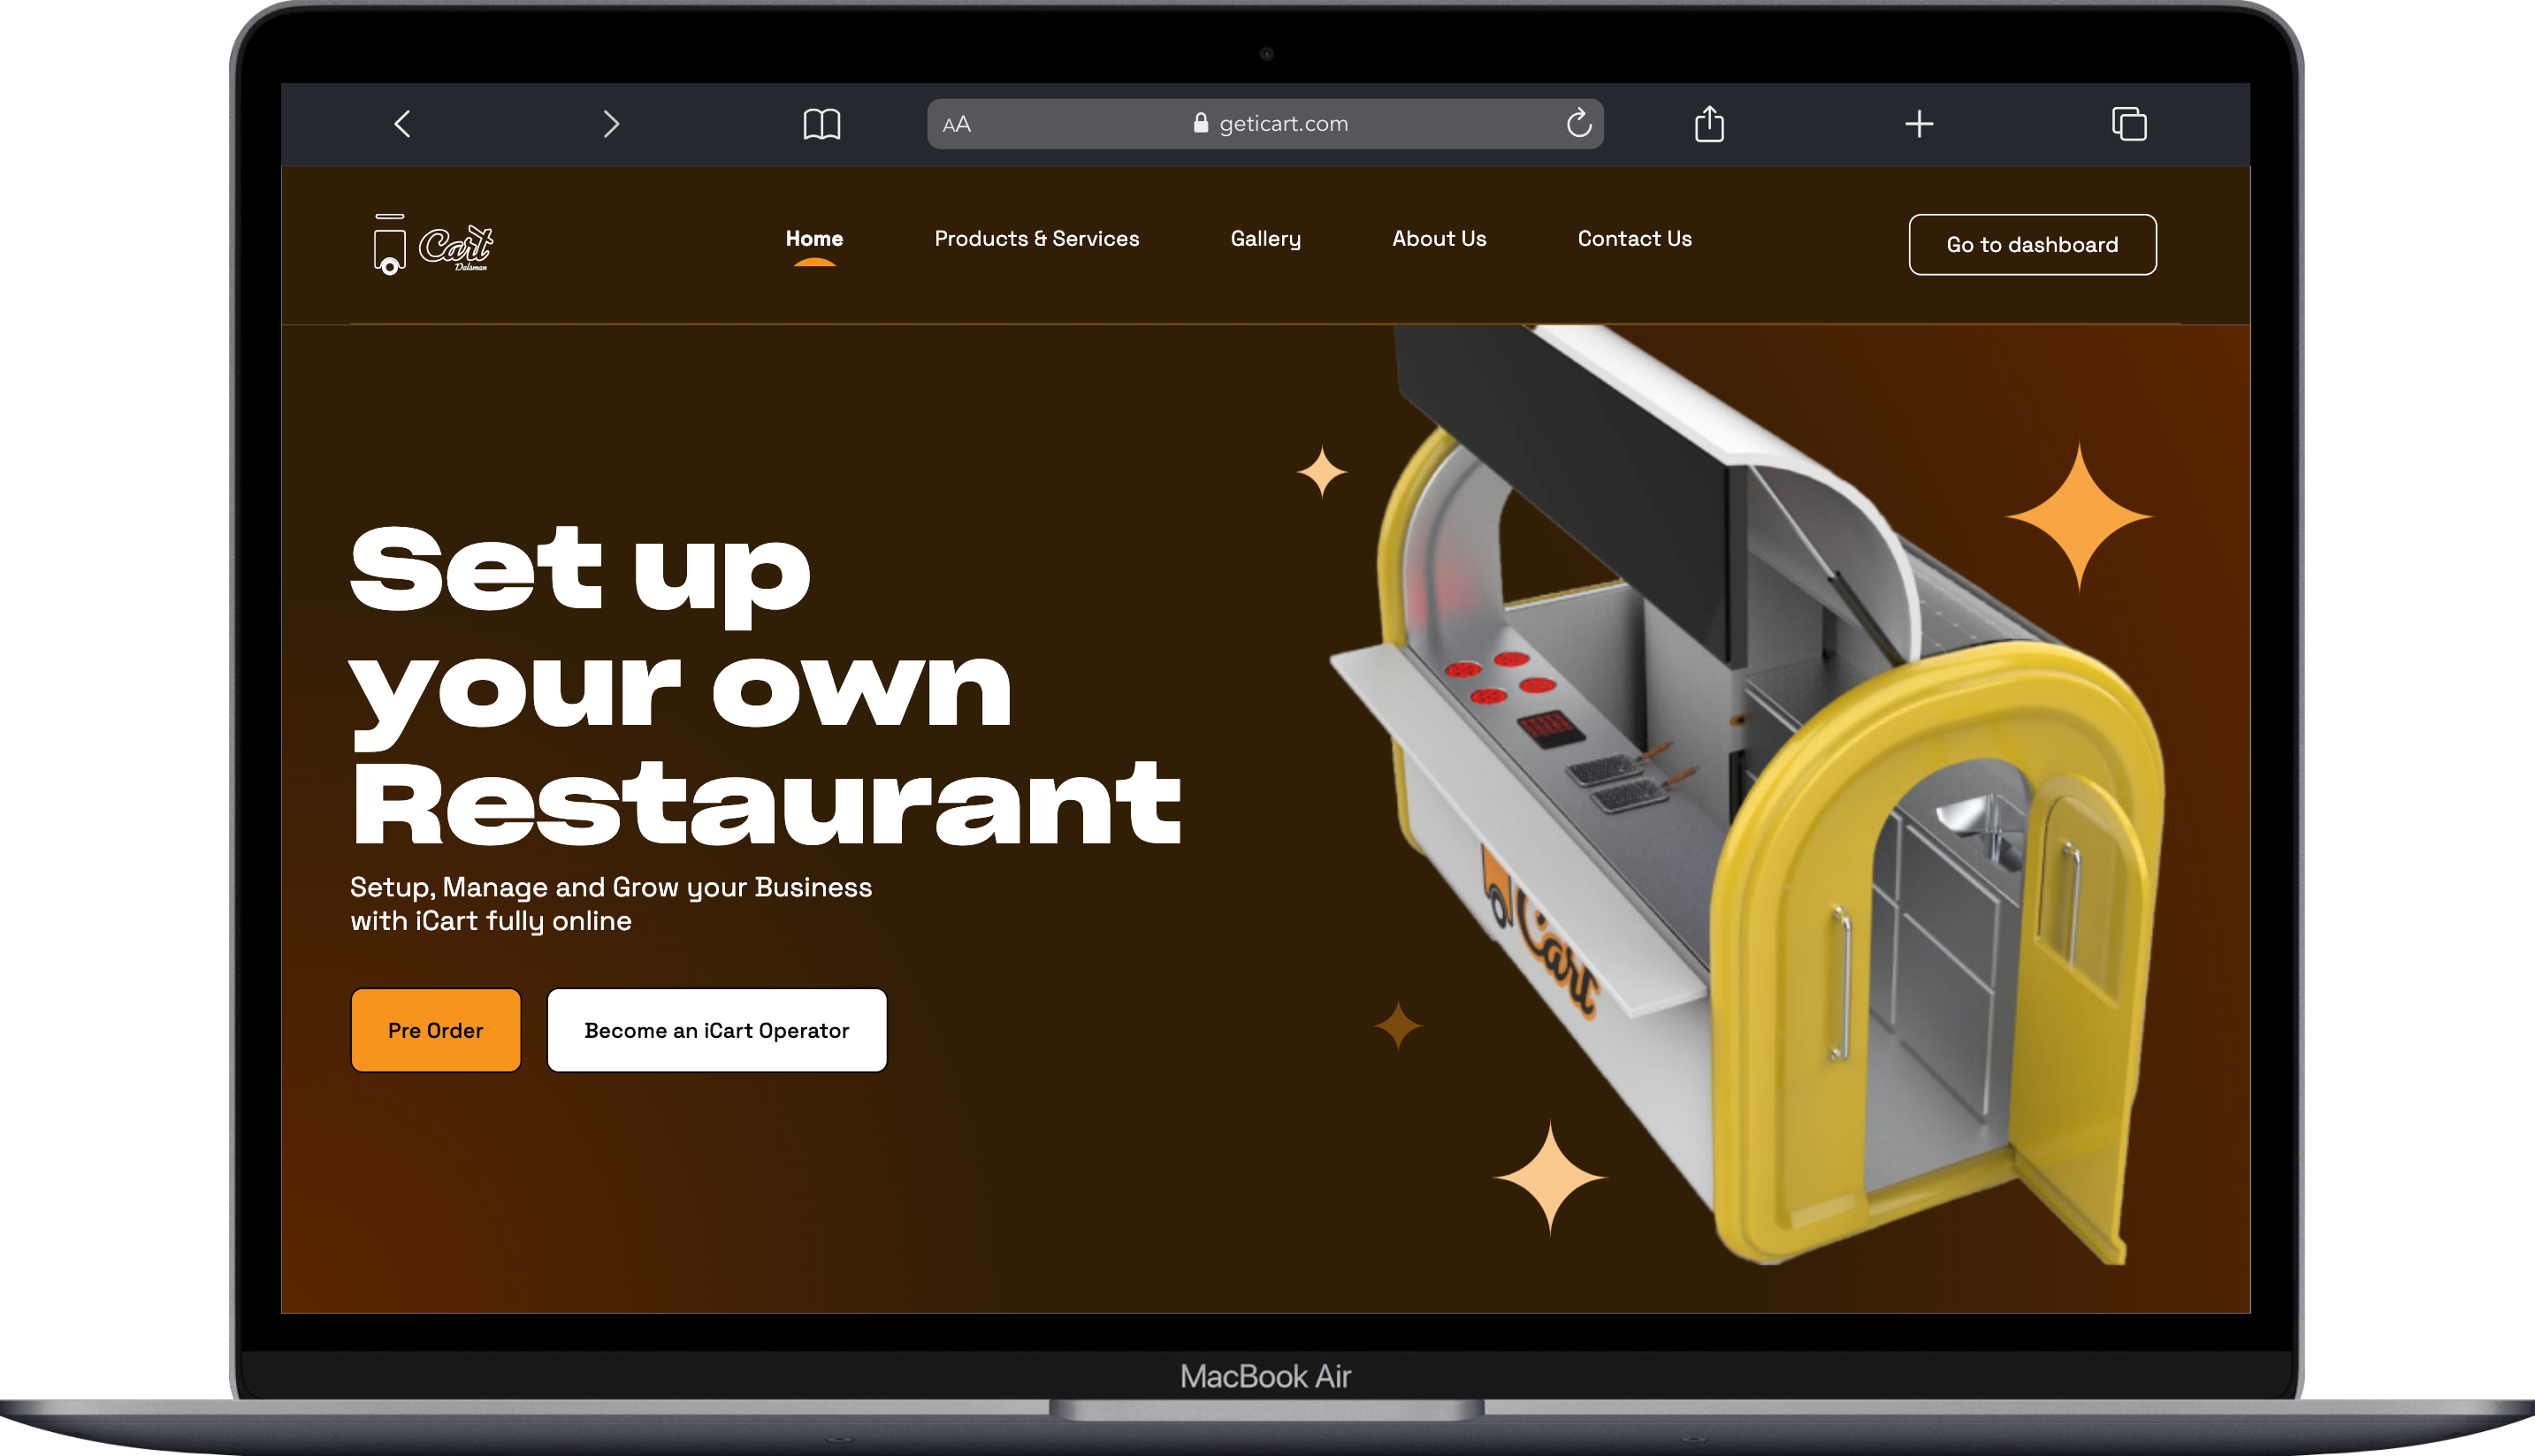 AA
geticart.com
Cart
Dalsman
Home
Products & Services
Gallery
About Us
Contact Us
Go to dashboard
Set up
your own
Restaurant
Setup, Manage and Grow your Business
with iCart fully online
Pre Order
Become an iCart Operator
Cart
MacBook Air